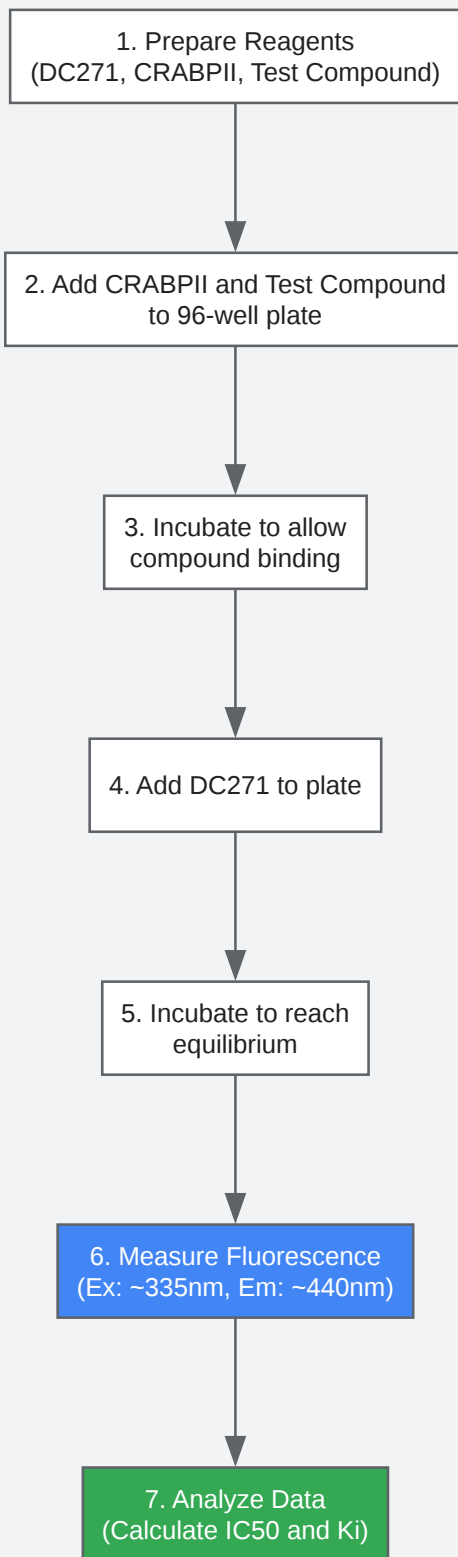 1. Prepare Reagents
(DC271, CRABPII, Test Compound)
2. Add CRABPII and Test Compound
to 96-well plate
3. Incubate to allow
compound binding
4. Add DC271 to plate
5. Incubate to reach
equilibrium
6. Measure Fluorescence
(Ex: ~335nm, Em: ~440nm)
7. Analyze Data
(Calculate IC50 and Ki)